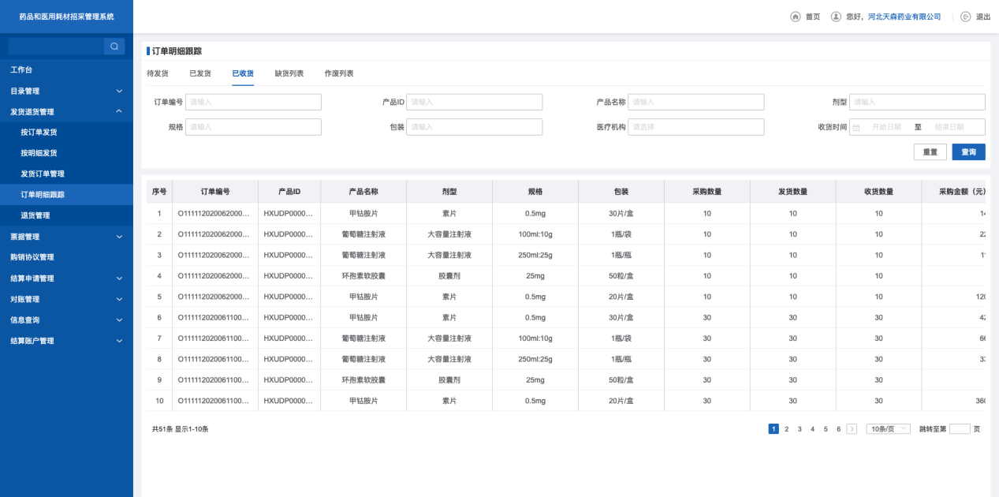 药品和医用耗材招采管理系统
首页 您好，河北天森药业有限公司 退出
工作台
目录管理
发货退货管理
按订单发货
按明细发货
发货订单管理
订单明细跟踪
退货管理
票据管理
购销协议管理
结算申请管理
对账管理
信息查询
结算账户管理
订单明细跟踪
待发货 已发货 已收货 缺货列表 作废列表
订单编号 请输入 产品ID 请输入 产品名称 请输入 剂型 请输入
规格 请输入 包装 请输入 医疗机构 请选择 收货时间 开始日期 至 结束日期
重置 查询
序号 订单编号 产品ID 产品名称 剂型 规格 包装 采购数量 发货数量 收货数量 采购金额（元）
1 O111112020062000... HXUDP0000... 甲钴胺片 素片 0.5mg 30片/盒 10 10 10
2 O111112020062000... HXUDP0000... 葡萄糖注射液 大容量注射液 100ml:10g 1瓶/袋 10 10 10
3 O111112020062000... HXUDP0000... 葡萄糖注射液 大容量注射液 250ml:25g 1瓶/瓶 10 10 10
4 O111112020062000... HXUDP0000... 环孢素软胶囊 胶囊剂 25mg 50粒/盒 10 10 10
5 O111112020062000... HXUDP0000... 甲钴胺片 素片 0.5mg 20片/盒 10 10 10
6 O111112020061100... HXUDP0000... 甲钴胺片 素片 0.5mg 30片/盒 30 30 30
7 O111112020061100... HXUDP0000... 葡萄糖注射液 大容量注射液 100ml:10g 1瓶/袋 30 30 30
8 O111112020061100... HXUDP0000... 葡萄糖注射液 大容量注射液 250ml:25g 1瓶/瓶 30 30 30
9 O111112020061100... HXUDP0000... 环孢素软胶囊 胶囊剂 25mg 50粒/盒 30 30 30
10 O111112020061100... HXUDP0000... 甲钴胺片 素片 0.5mg 20片/盒 30 30 30
共51条 显示1-10条 1 2 3 4 5 6 > 10条/页 跳转至第 页